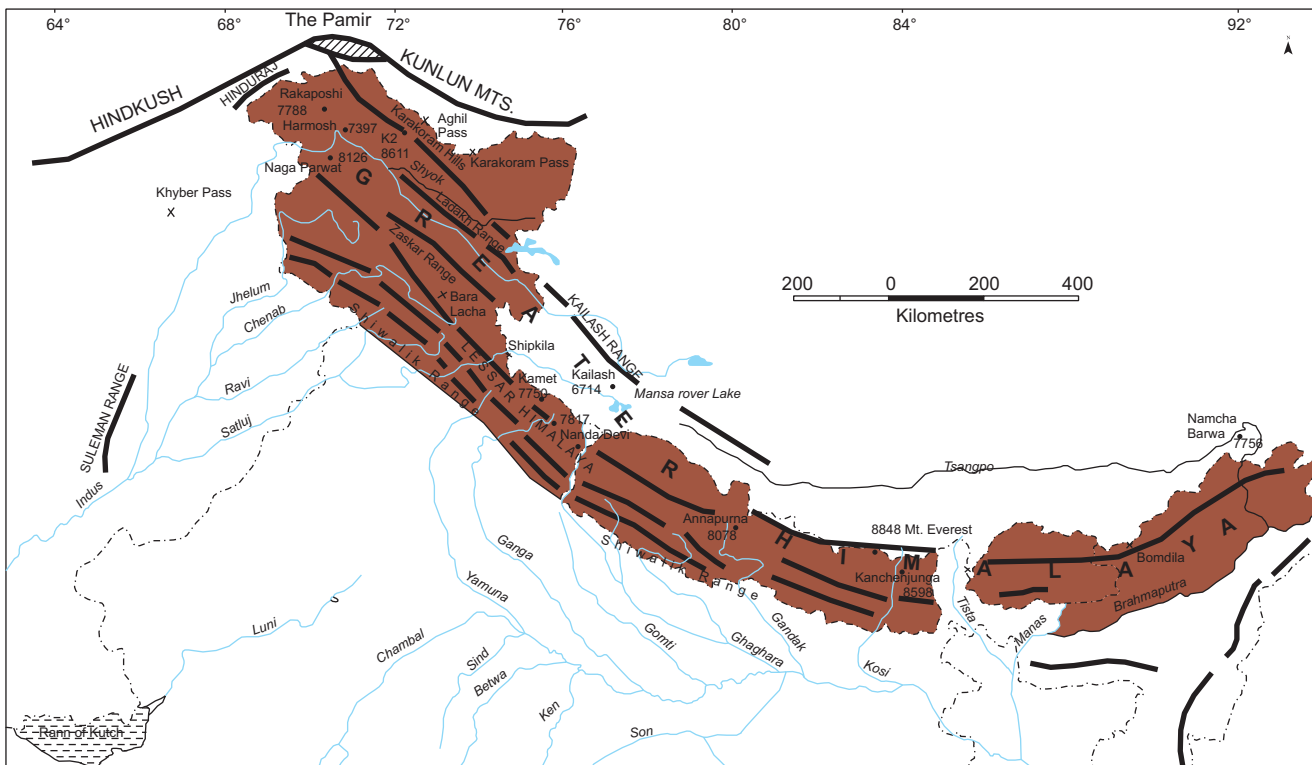 64° 68° 72° 76° 80° 84° 92°
The Pamir
S
HINDKUSH
HINDURAJ
KUNLUN MTS.
Rakaposhi
7788
Harmosh
7397
K2
8611
Karakoram Hills
Aghil
Pass
Karakoram Pass
8126
Naga Parwat
Khyber Pass
Shyok
Ladakh Range
Zaskar Range
GREAT
ER
HIMALAYA
Jhelum
Chenab
Bara
Lacha
KAILASH RANGE
200 0 200 400
Kilometres
Shiwalik Range
LESSAR HIMALAYA
Shipkila
Kamet
7750
Kailash
6714
Mansa rover Lake
Ravi
Satluj
SULEMAN RANGE
Indus
7817
Nanda Devi
Namcha
Barwa
7756
Tsangpo
Annapurna
8078
8848 Mt. Everest
Kanchenjunga
8598
Bomdila
Brahmaputra
Shiwalik Range
Ganga
Yamuna
Luni
S
Chambal
Sind
Betwa
Ken
Gomti
Ghaghara
Gandak
Kosi
Tista
Manas
Son
Rann of Kutch